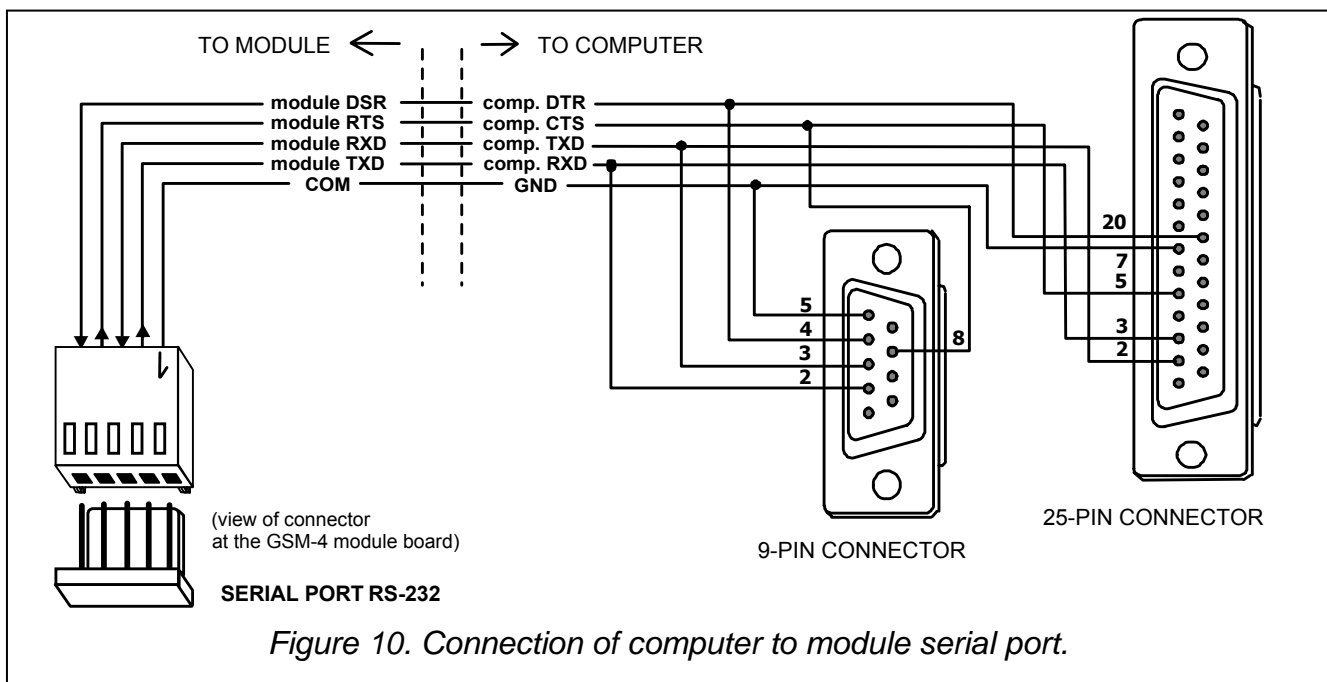 TO MODULE
TO COMPUTER
module DSR
comp. DTR
module RTS
comp. CTS
module RXD
comp. TXD
module TXD
comp. RXD
COM
GND
20
7
5
3
2
5
4
3
2
8
(view of connector
at the GSM-4 module board)
SERIAL PORT RS-232
9-PIN CONNECTOR
25-PIN CONNECTOR
Figure 10. Connection of computer to module serial port.